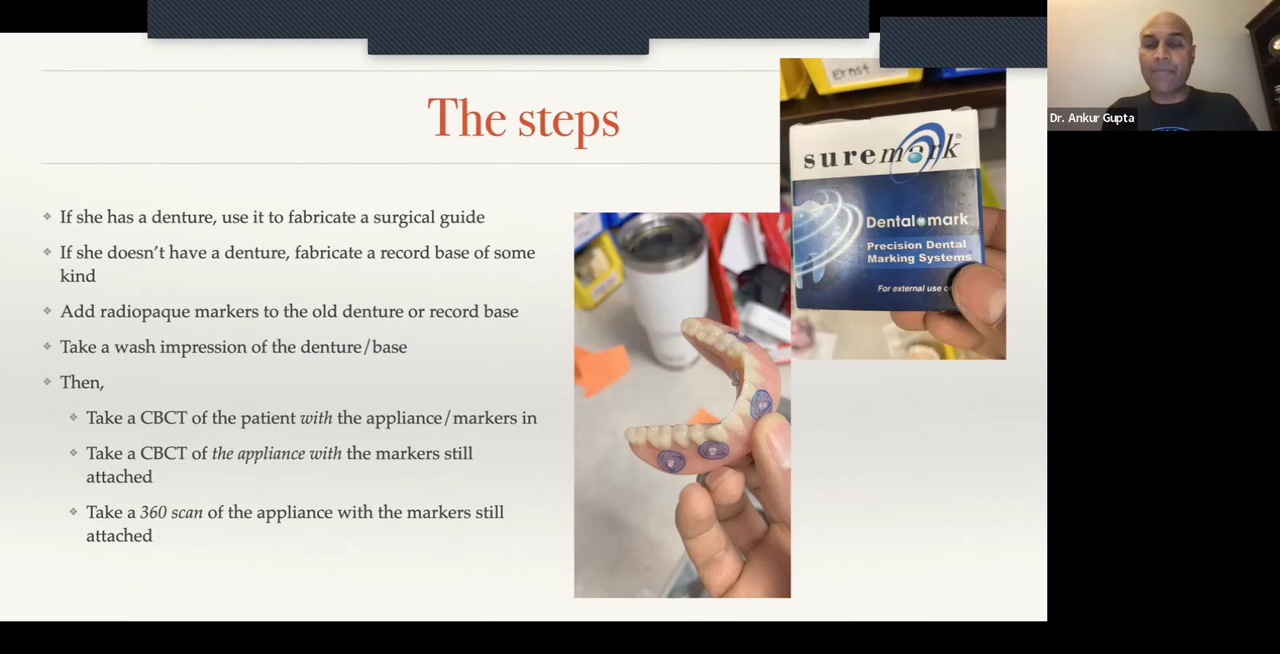 The steps
If she has a denture, use it to fabricate a surgical guide
If she doesn't have a denture, fabricate a record base of some
kind
Add radiopaque markers to the old denture or record base
Take a wash impression of the denture/base
Then,
Take a CBCT of the patient with the appliance/markers in
Take a CBCT of the appliance with the markers still
attached
Take a 360 scan of the appliance with the markers still
attached
Ernst
suremark®
Dental mark
Precision Dental
Marking Systems
For external use
Dr. Ankur Gupta